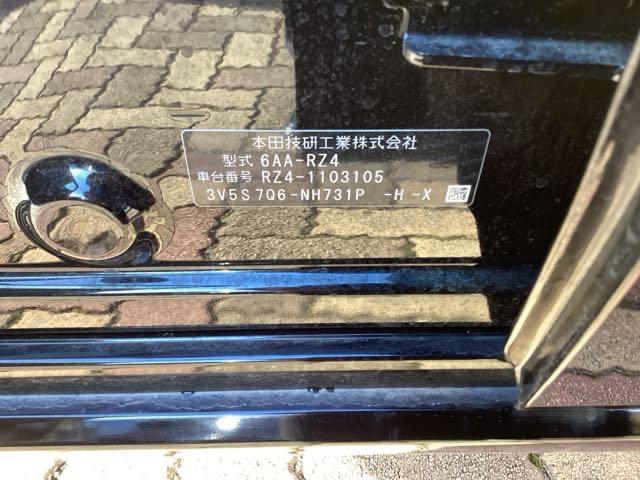 本田技研工業株式会社
型式 6AA-RZ4
車台番号 RZ4-1103105
3V5S7Q6-NH731P -H -X